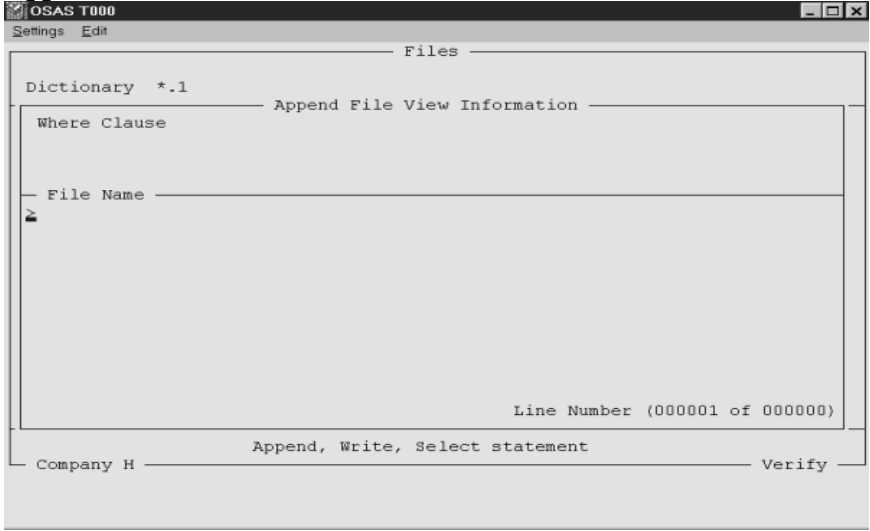 OSAS T000
Settings Edit
Files
Dictionary *.1
Append File View Information
Where Clause
File Name
>
Line Number (000001 of 000000)
Append, Write, Select statement
Company H Verify